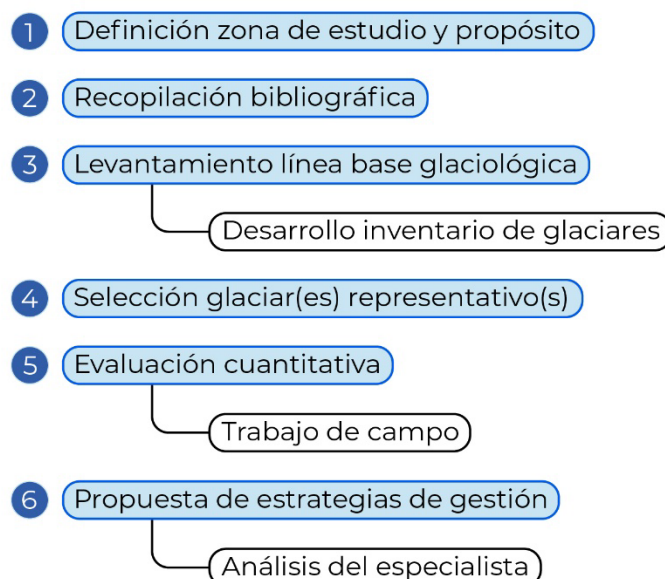 1 Definición zona de estudio y propósito
2 Recopilación bibliográfica
3 Levantamiento línea base glaciológica
Desarrollo inventario de glaciares
4 Selección glaciar(es) representativo(s)
5 Evaluación cuantitativa
Trabajo de campo
6 Propuesta de estrategias de gestión
Análisis del especialista